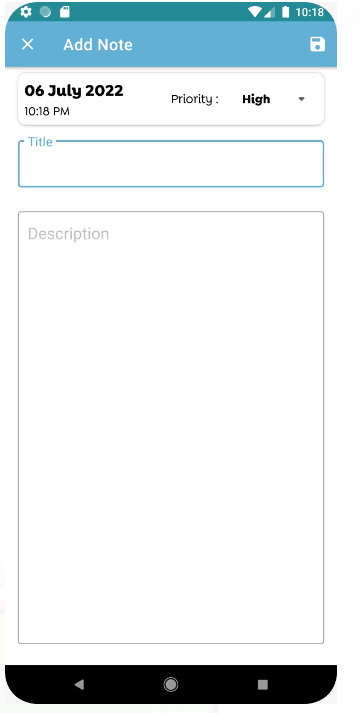 10:18
Add Note
06 July 2022
10:18 PM
Priority : High
Title
Description